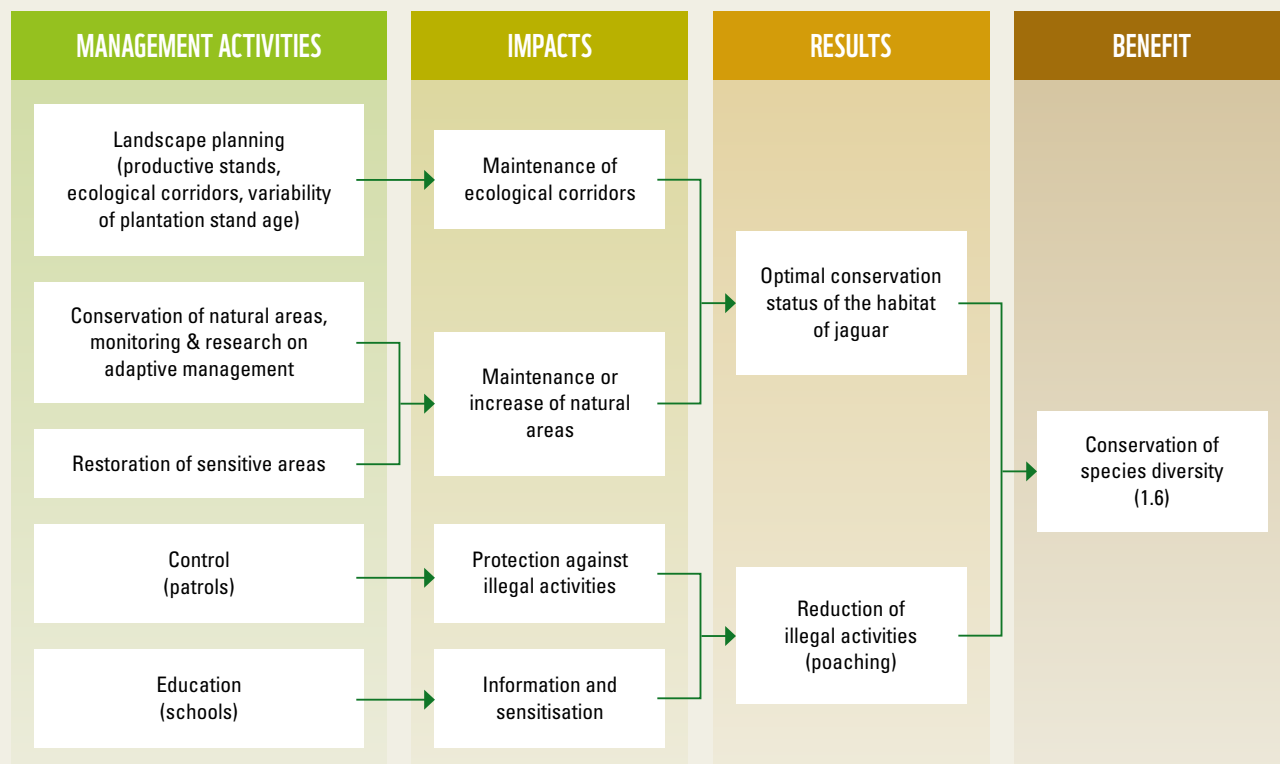 MANAGEMENT ACTIVITIES
Landscape planning
(productive stands,
ecological corridors, variability
of plantation stand age)
Conservation of natural areas,
monitoring & research on
adaptive management
Restoration of sensitive areas
Control
(patrols)
Education
(schools)
IMPACTS
Maintenance of
ecological corridors
Maintenance or
increase of natural
areas
Protection against
illegal activities
Information and
sensitisation
RESULTS
Optimal conservation
status of the habitat
of jaguar
Reduction of
illegal activities
(poaching)
BENEFIT
Conservation of
species diversity
(1.6)